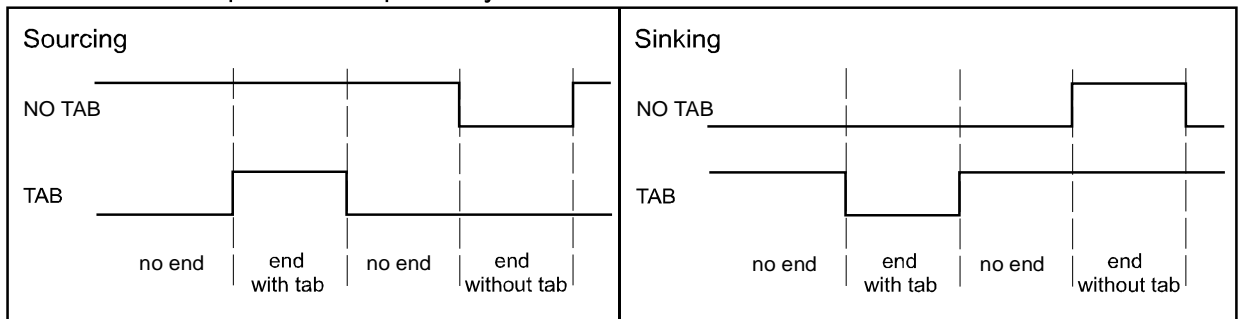 Sourcing
NO TAB
TAB
no end
end
with tab
no end
end
without tab
Sinking
NO TAB
TAB
no end
end
with tab
no end
end
without tab